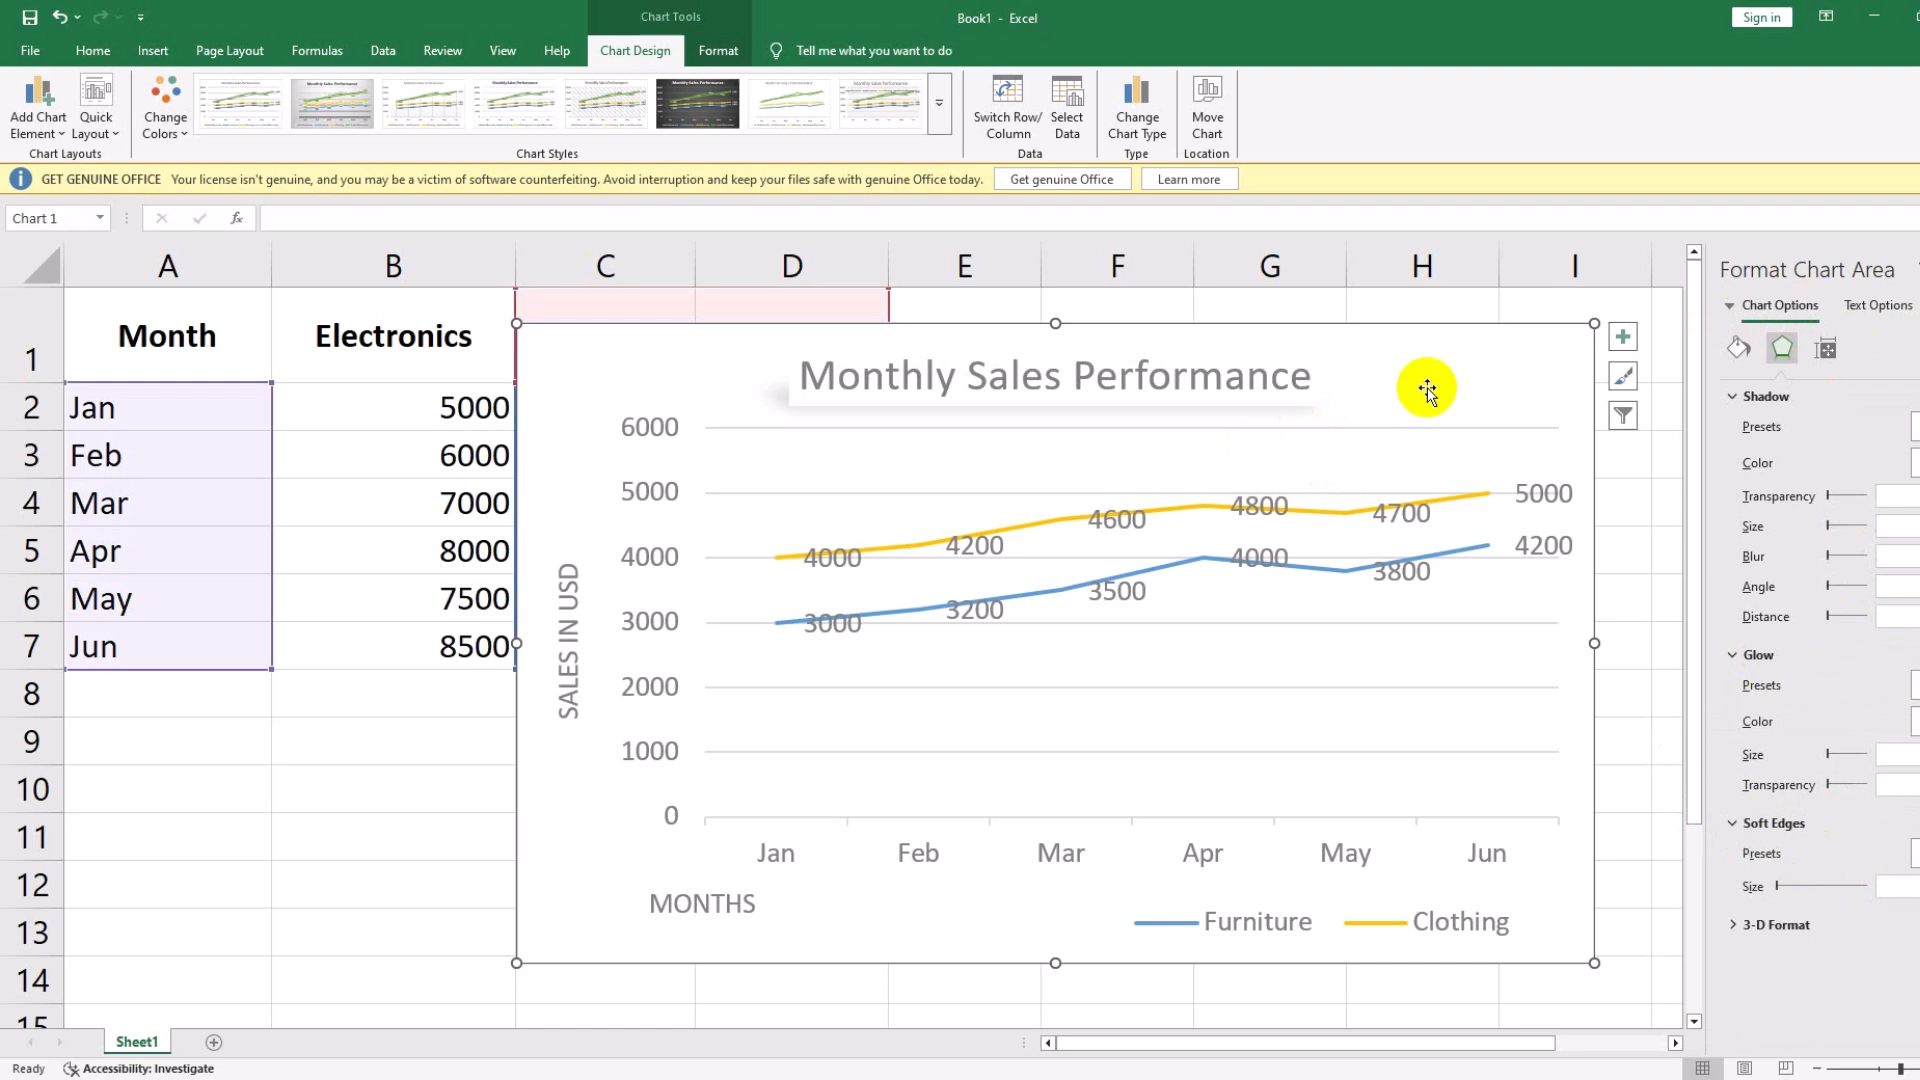 Chart Tools
Book1 - Excel
Sign in
File
Home
Insert
Page Layout
Formulas
Data
Review
View
Help
Chart Design
Format
Tell me what you want to do
Add Chart
Element
Quick
Layout
Change
Colors
Switch Row/
Column
Select
Data
Change
Chart Type
Move
Chart
Chart Layouts
Chart Styles
Data
Type
Location
GET GENUINE OFFICE Your license isn't genuine, and you may be a victim of software counterfeiting. Avoid interruption and keep your files safe with genuine Office today.
Get genuine Office
Learn more
Chart 1
fx
A B C D E F G H I
1 Month Electronics
2 Jan 5000
3 Feb 6000
4 Mar 7000
5 Apr 8000
6 May 7500
7 Jun 8500
8
9
10
11
12
13
14
15
Monthly Sales Performance
6000
5000
4000
3000
2000
1000
0
SALES IN USD
4000 4200 4600 4800 4700 5000
3000 3200 3500 4000 3800 4200
Jan Feb Mar Apr May Jun
MONTHS
Furniture Clothing
Format Chart Area
Chart Options
Text Options
Shadow
Presets
Color
Transparency
Size
Blur
Angle
Distance
Glow
Presets
Color
Size
Transparency
Soft Edges
Presets
Size
3-D Format
Sheet1
Ready
Accessibility: Investigate